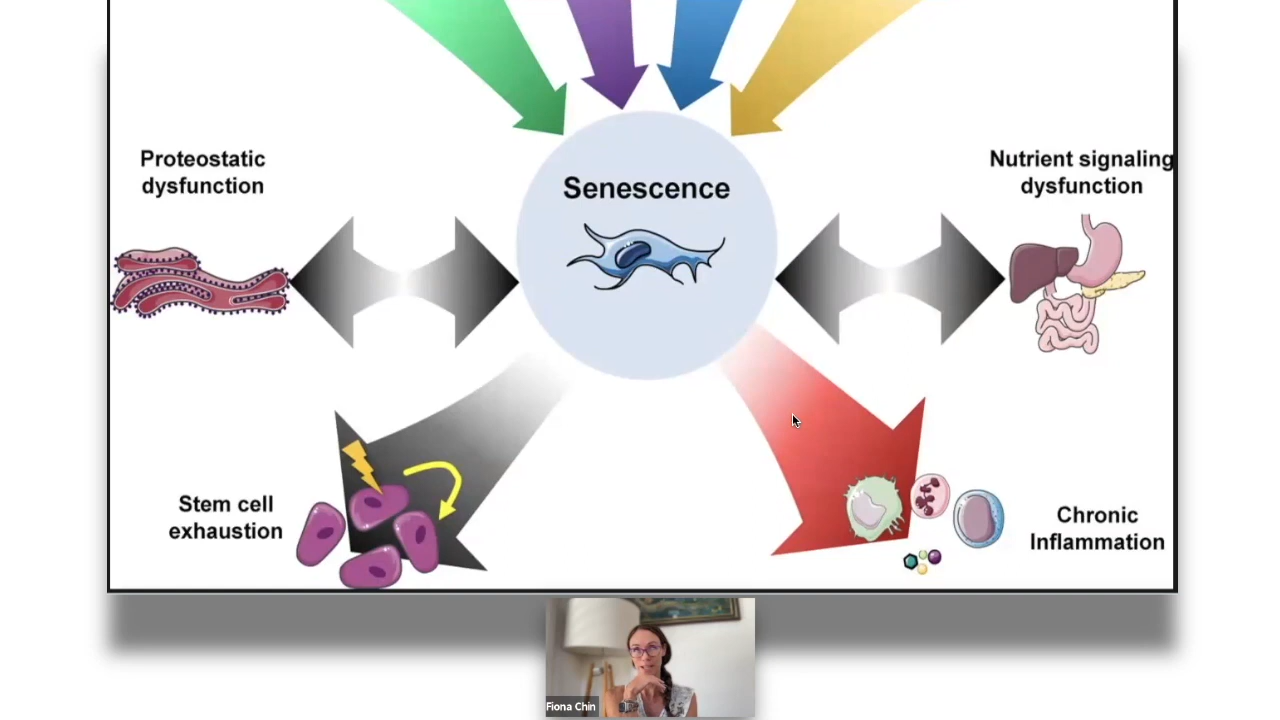 Proteostatic
dysfunction
Senescence
Nutrient signaling
dysfunction
Stem cell
exhaustion
Chronic
Inflammation
Fiona Chin